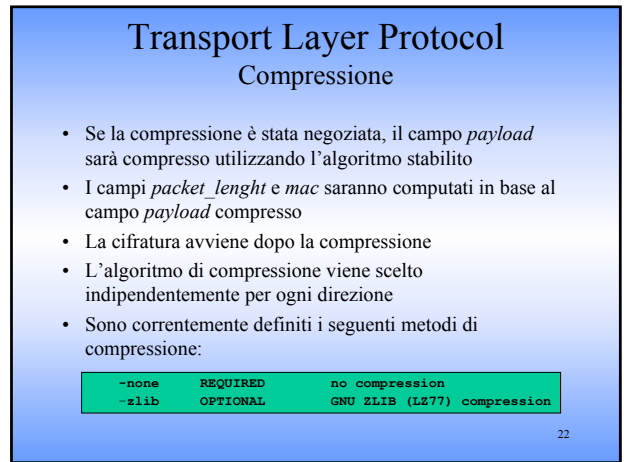 Transport Layer Protocol
Compressione
• Se la compressione è stata negoziata, il campo payload
sarà compresso utilizzando l'algoritmo stabilito
• I campi packet_lenght e mac saranno computati in base al
campo payload compresso
• La cifratura avviene dopo la compressione
• L'algoritmo di compressione viene scelto
indipendentemente per ogni direzione
• Sono correntemente definiti i seguenti metodi di
compressione:
-none REQUIRED no compression
-zlib OPTIONAL GNU ZLIB (LZ77) compression
22